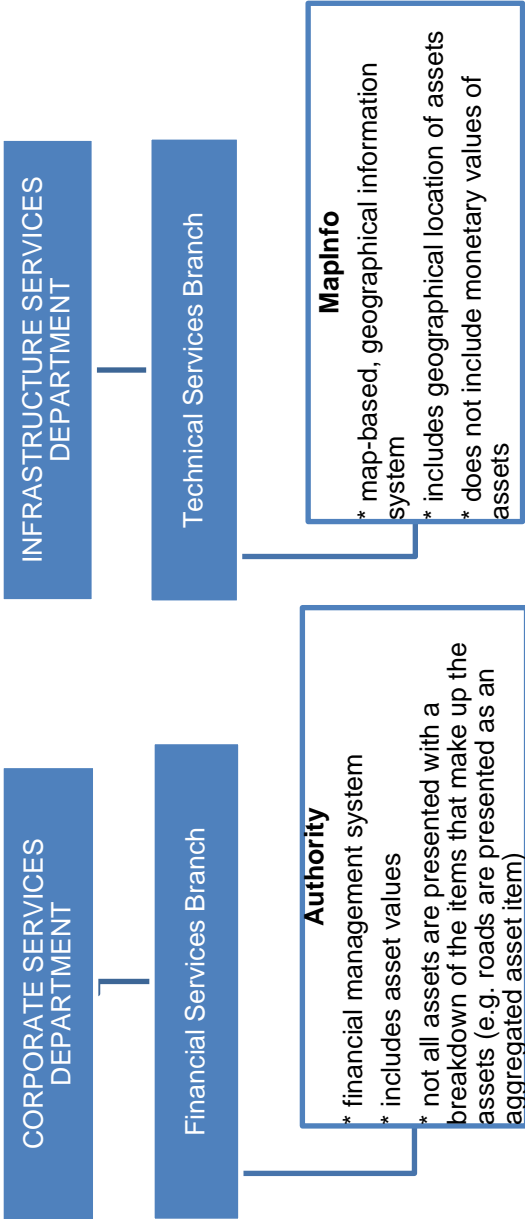 CORPORATE SERVICES
DEPARTMENT
Financial Services Branch
Authority
* financial management system
* includes asset values
* not all assets are presented with a
breakdown of the items that make up the
assets (e.g. roads are presented as an
aggregated asset item)
INFRASTRUCTURE SERVICES
DEPARTMENT
Technical Services Branch
MapInfo
* map-based, geographical information
system
* includes geographical location of assets
* does not include monetary values of
assets